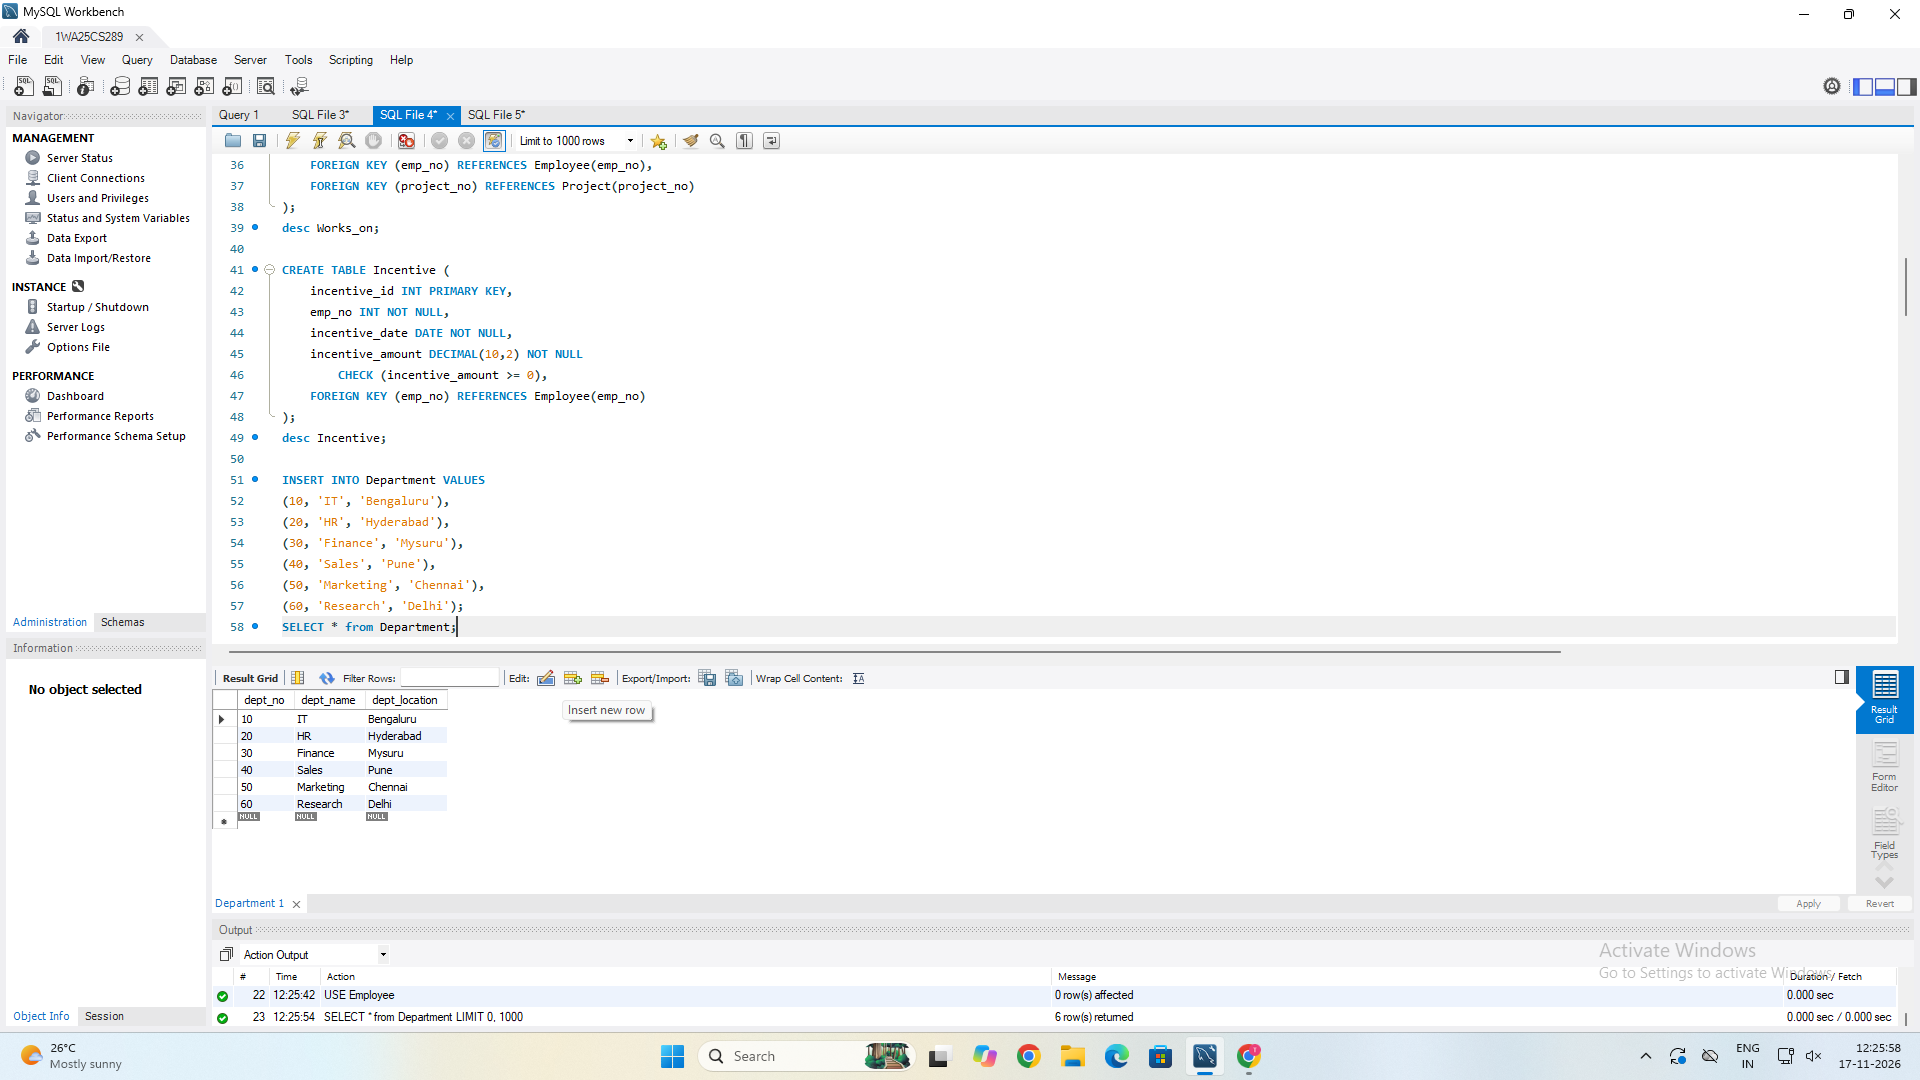 MySQL Workbench
1WA25CS289
File Edit View Query Database Server Tools Scripting Help
Navigator
MANAGEMENT
Server Status
Client Connections
Users and Privileges
Status and System Variables
Data Export
Data Import/Restore
INSTANCE
Startup / Shutdown
Server Logs
Options File
PERFORMANCE
Dashboard
Performance Reports
Performance Schema Setup
Administration Schemas
Information
No object selected
Object Info Session
Query 1 SQL File 3* SQL File 4* SQL File 5*
Limit to 1000 rows
36 FOREIGN KEY (emp_no) REFERENCES Employee(emp_no),
37 FOREIGN KEY (project_no) REFERENCES Project(project_no)
38 );
39 desc Works_on;
40
41 CREATE TABLE Incentive (
42 incentive_id INT PRIMARY KEY,
43 emp_no INT NOT NULL,
44 incentive_date DATE NOT NULL,
45 incentive_amount DECIMAL(10,2) NOT NULL
46 CHECK (incentive_amount >= 0),
47 FOREIGN KEY (emp_no) REFERENCES Employee(emp_no)
48 );
49 desc Incentive;
50
51 INSERT INTO Department VALUES
52 (10, 'IT', 'Bengaluru'),
53 (20, 'HR', 'Hyderabad'),
54 (30, 'Finance', 'Mysuru'),
55 (40, 'Sales', 'Pune'),
56 (50, 'Marketing', 'Chennai'),
57 (60, 'Research', 'Delhi');
58 SELECT * from Department;
Result Grid Filter Rows: Edit: Export/Import: Wrap Cell Content:
Insert new row
dept_no dept_name dept_location
10 IT Bengaluru
20 HR Hyderabad
30 Finance Mysuru
40 Sales Pune
50 Marketing Chennai
60 Research Delhi
NULL NULL NULL
Result Grid
Form Editor
Field Types
Department 1
Apply Revert
Output
Action Output
# Time Action Message Duration / Fetch
22 12:25:42 USE Employee 0 row(s) affected 0.000 sec
23 12:25:54 SELECT * from Department LIMIT 0, 1000 6 row(s) returned 0.000 sec / 0.000 sec
Activate Windows
Go to Settings to activate Windows.
26°C
Mostly sunny
Search
ENG
IN
12:25:58
17-11-2026